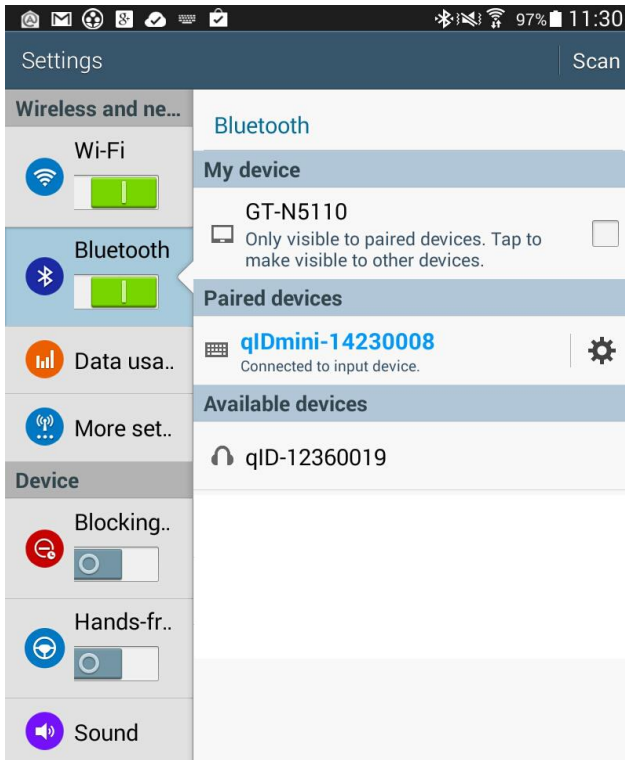 97% 11:30
Settings
Scan
Wireless and ne...
Wi-Fi
Bluetooth
Data usa..
More set..
Device
Blocking..
Hands-fr..
Sound
Bluetooth
My device
GT-N5110
Only visible to paired devices. Tap to
make visible to other devices.
Paired devices
qIDmini-14230008
Connected to input device.
Available devices
qID-12360019